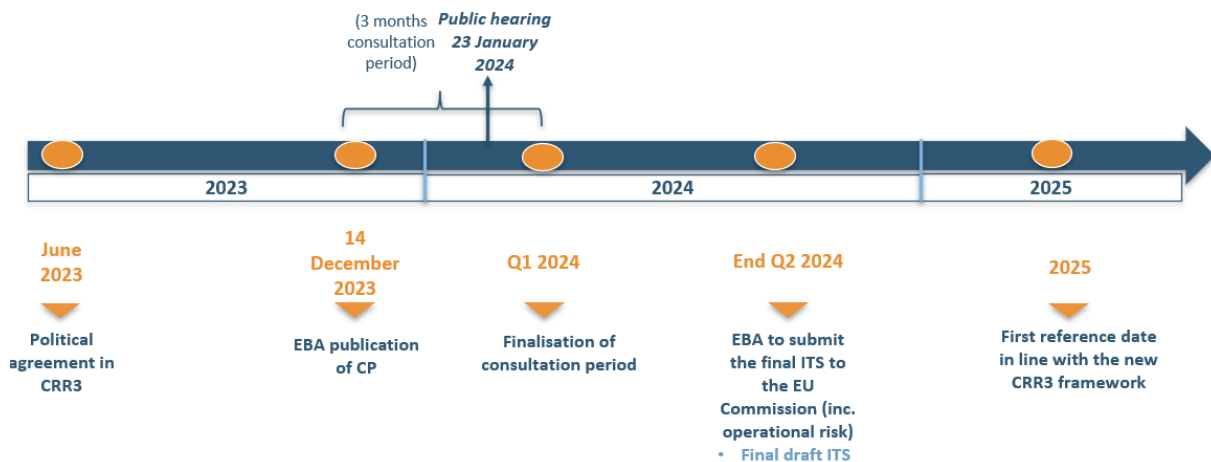 (3 months
consultation
period)
Public hearing
23 January
2024
2023
2024
2025
June
2023
14
December
2023
Q1 2024
End Q2 2024
2025
Political
agreement in
CRR3
EBA publication
of CP
Finalisation of
consultation period
EBA to submit
the final ITS to
the EU
Commission (inc.
operational risk)
• Final draft ITS
First reference date
in line with the new
CRR3 framework